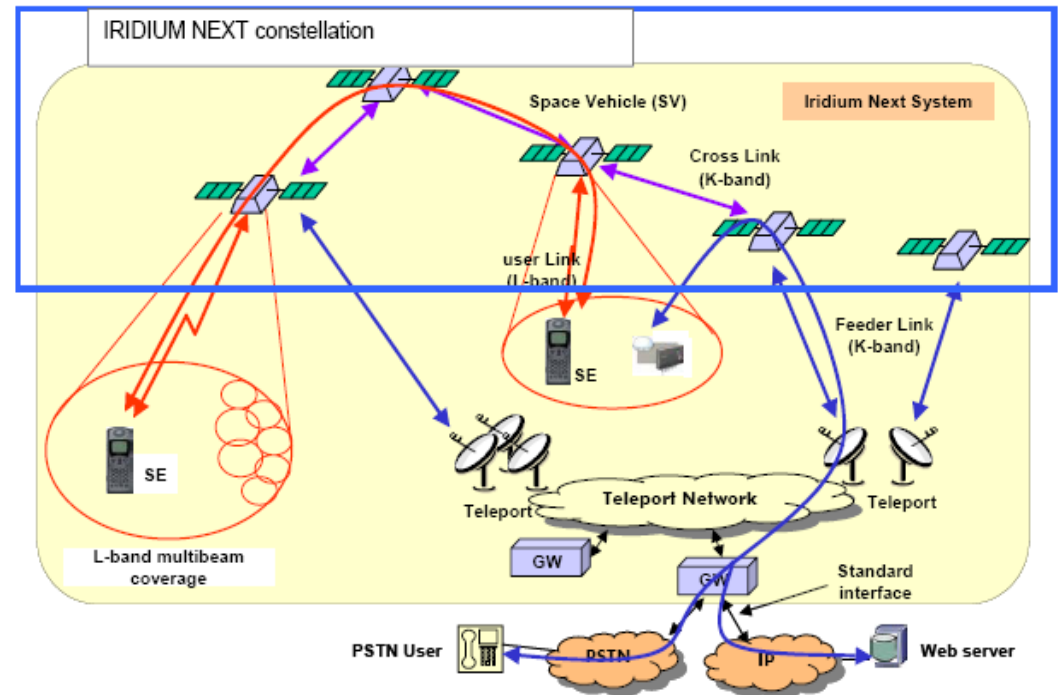 IRIDIUM NEXT constellation
Space Vehicle (SV)
Iridium Next System
Cross Link
(K-band)
user Link
(L-band)
Feeder Link
(K-band)
SE
SE
Teleport
Teleport Network
Teleport
L-band multibeam
coverage
GW
GW
Standard
interface
PSTN User
PSTN
IP
Web server